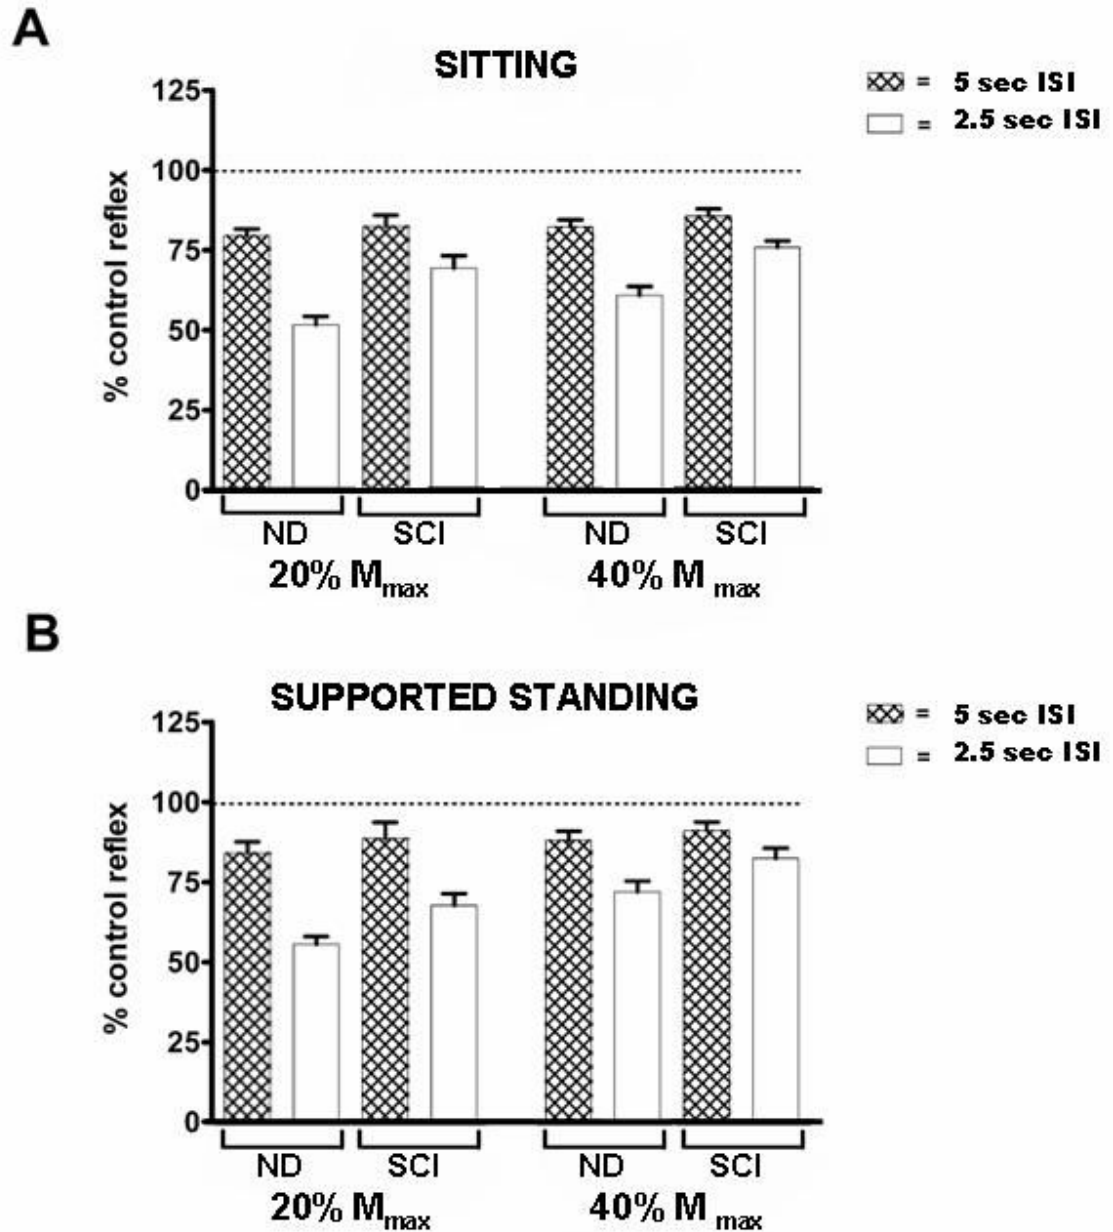 A
SITTING
= 5 sec ISI
= 2.5 sec ISI
% control reflex
125
100
75
50
25
0
ND SCI ND SCI
20% Mmax 40% M max
B
SUPPORTED STANDING
= 5 sec ISI
= 2.5 sec ISI
% control reflex
125
100
75
50
25
0
ND SCI ND SCI
20% Mmax 40% M max